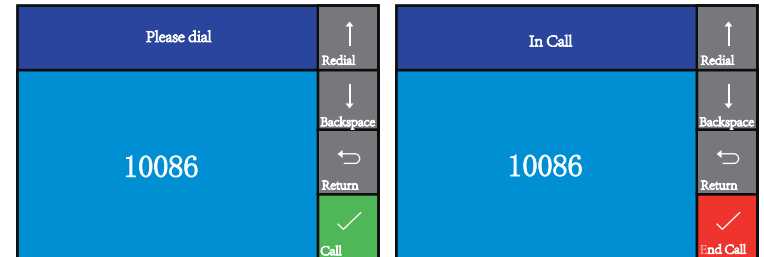 Please dial
Redial
Backspace
10086
Return
Call
In Call
Redial
Backspace
10086
Return
End Call